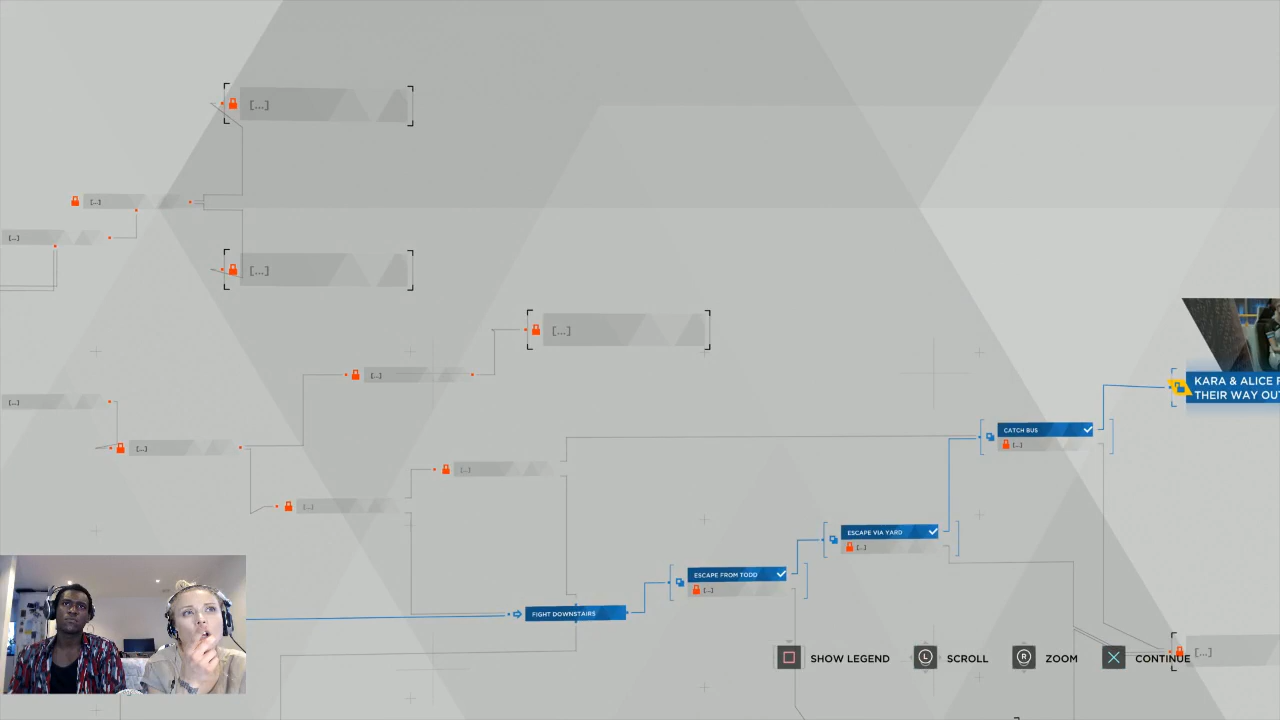 [...]
[...]
[...]
[...]
[...]
[...]
[...]
KARA & ALICE F
THEIR WAY OUT
[...]
CATCH BUS
[...]
[...]
[...]
[...]
ESCAPE VIA YARD
[...]
ESCAPE FROM TODD
[...]
FIGHT DOWNSTAIRS
[...]
SHOW LEGEND
L
SCROLL
R
ZOOM
CONTINUE